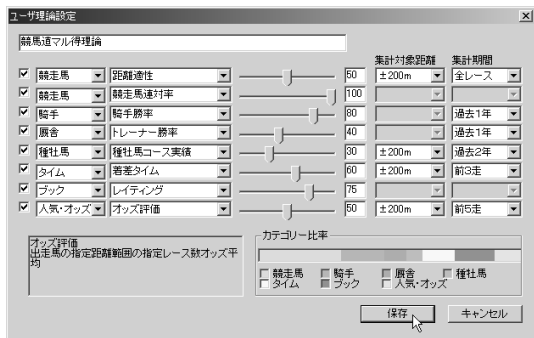 ユーザ理論設定
競馬道マル得理論
集計対象距離 集計期間
競走馬 距離適性 50 ±200m 全レース
競走馬 競走馬連対率 100
騎手 騎手勝率 80 過去1年
厩舎 トレーナー勝率 40 過去1年
種牡馬 種牡馬コース実績 30 ±200m 過去2年
タイム 着差タイム 60 ±200m 前3走
ブック レイティング 75
人気・オッズ オッズ評価 50 ±200m 前5走
オッズ評価
出走馬の指定距離範囲の指定レース数オッズ平
均
カテゴリー比率
競走馬 騎手 厩舎 種牡馬
タイム ブック 人気・オッズ
保存 キャンセル